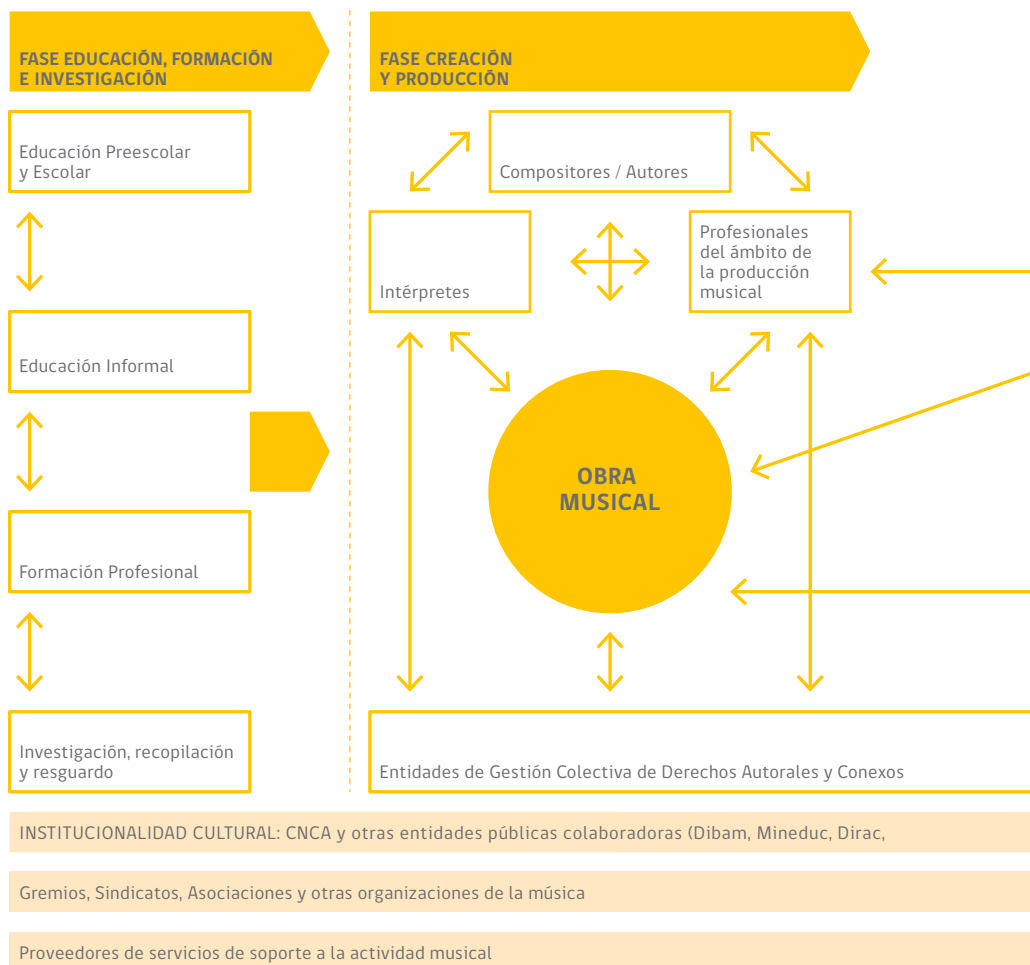 FASE EDUCACIÓN, FORMACIÓN
E INVESTIGACIÓN
Educación Preescolar
y Escolar
Educación Informal
Formación Profesional
Investigación, recopilación
y resguardo
FASE CREACIÓN
Y PRODUCCIÓN
Compositores / Autores
Intérpretes
Profesionales
del ámbito de
la producción
musical
OBRA
MUSICAL
Entidades de Gestión Colectiva de Derechos Autorales y Conexos
INSTITUCIONALIDAD CULTURAL: CNCA y otras entidades públicas colaboradoras (Dibam, Mineduc, Dirac,
Gremios, Sindicatos, Asociaciones y otras organizaciones de la música
Proveedores de servicios de soporte a la actividad musical